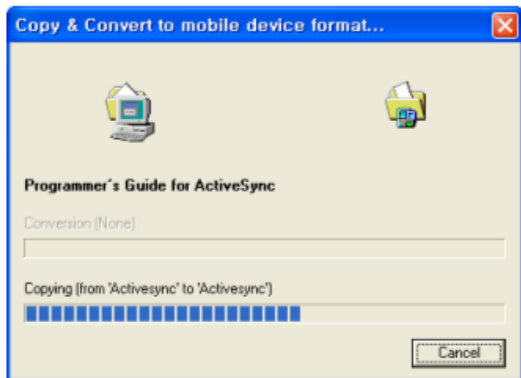 Copy & Convert to mobile device format...
Programmer´s Guide for ActiveSync
Conversion (None)
Copying (from 'Activesync' to 'Activesync')
Cancel